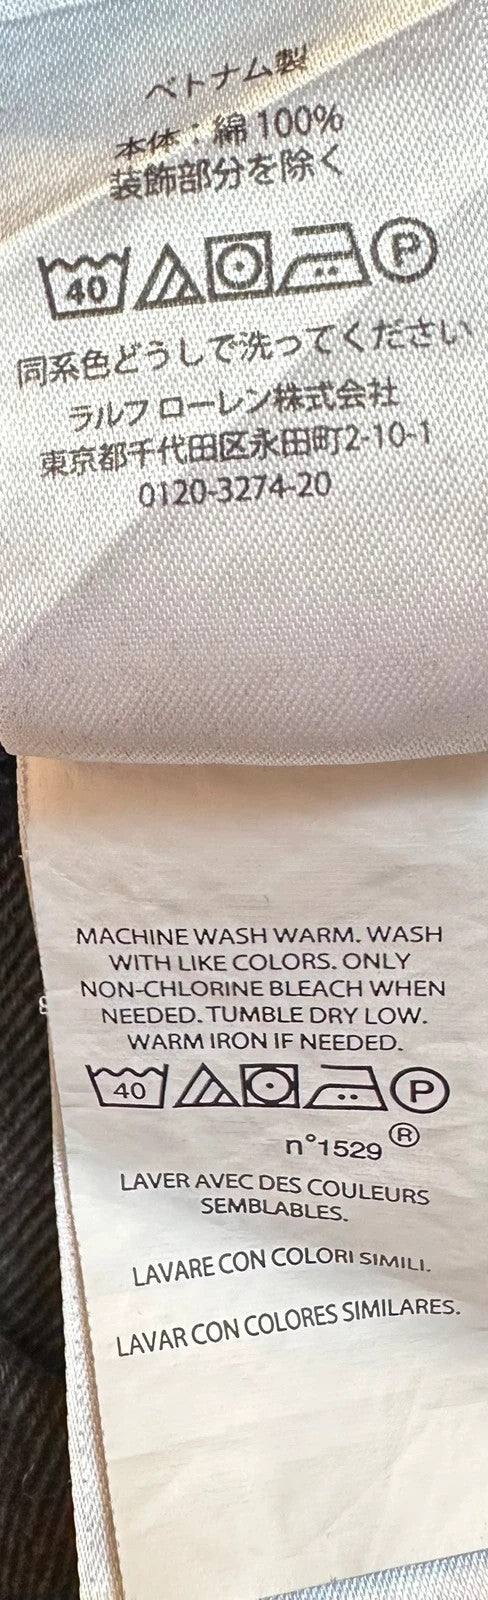 ベトナム製
本体：綿100%
装飾部分を除く
40 P
同系色どうしで洗ってください
ラルフ ローレン株式会社
東京都千代田区永田町2-10-1
0120-3274-20
MACHINE WASH WARM. WASH
WITH LIKE COLORS. ONLY
NON-CHLORINE BLEACH WHEN
NEEDED. TUMBLE DRY LOW.
WARM IRON IF NEEDED.
40 P
n°1529 ®
LAVER AVEC DES COULEURS
SEMBLABLES.
LAVARE CON COLORI SIMILI.
LAVAR CON COLORES SIMILARES.